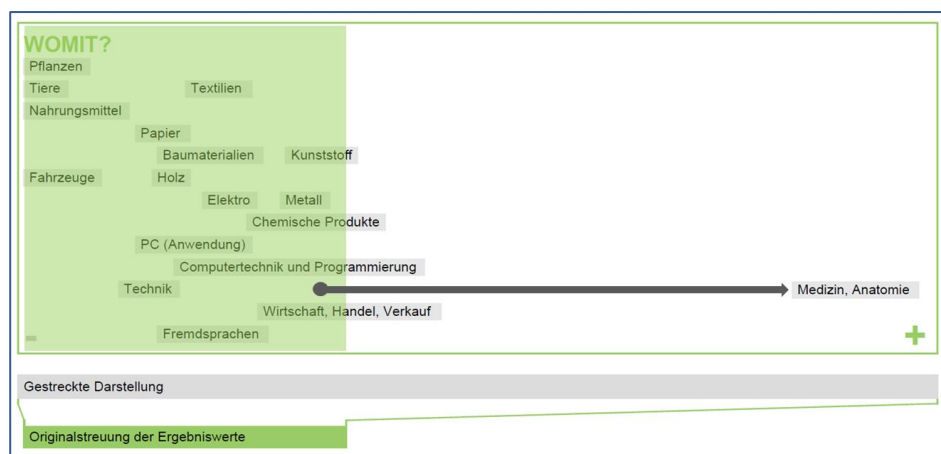 WOMIT?
Pflanzen
Tiere Textilien
Nahrungsmittel
Papier
Baumaterialien Kunststoff
Fahrzeuge Holz
Elektro Metall
Chemische Produkte
PC (Anwendung)
Computertechnik und Programmierung
Technik Medizin, Anatomie
Wirtschaft, Handel, Verkauf
- Fremdsprachen +
Gestreckte Darstellung
Originalstreuung der Ergebniswerte